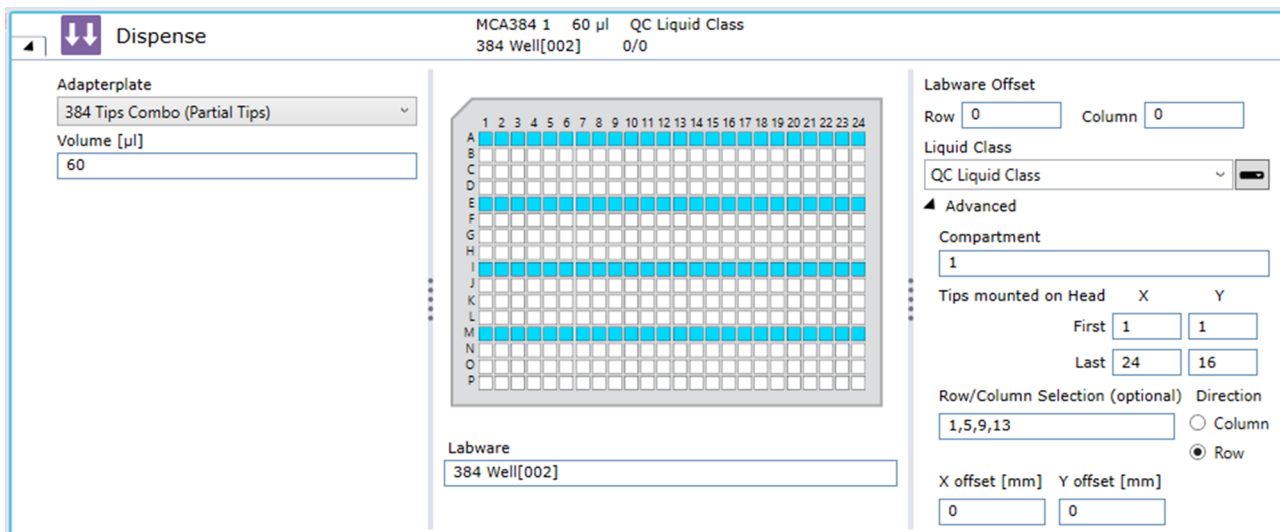 Dispense
MCA384 1 60 µl QC Liquid Class
384 Well[002] 0/0
Adapterplate
384 Tips Combo (Partial Tips)
Volume [µl]
60
1 2 3 4 5 6 7 8 9 10 11 12 13 14 15 16 17 18 19 20 21 22 23 24
A
B
C
D
E
F
G
H
I
J
K
L
M
N
O
P
Labware
384 Well[002]
Labware Offset
Row 0 Column 0
Liquid Class
QC Liquid Class
Advanced
Compartment
1
Tips mounted on Head X Y
First 1 1
Last 24 16
Row/Column Selection (optional) Direction
1,5,9,13 Column
Row
X offset [mm] Y offset [mm]
0 0